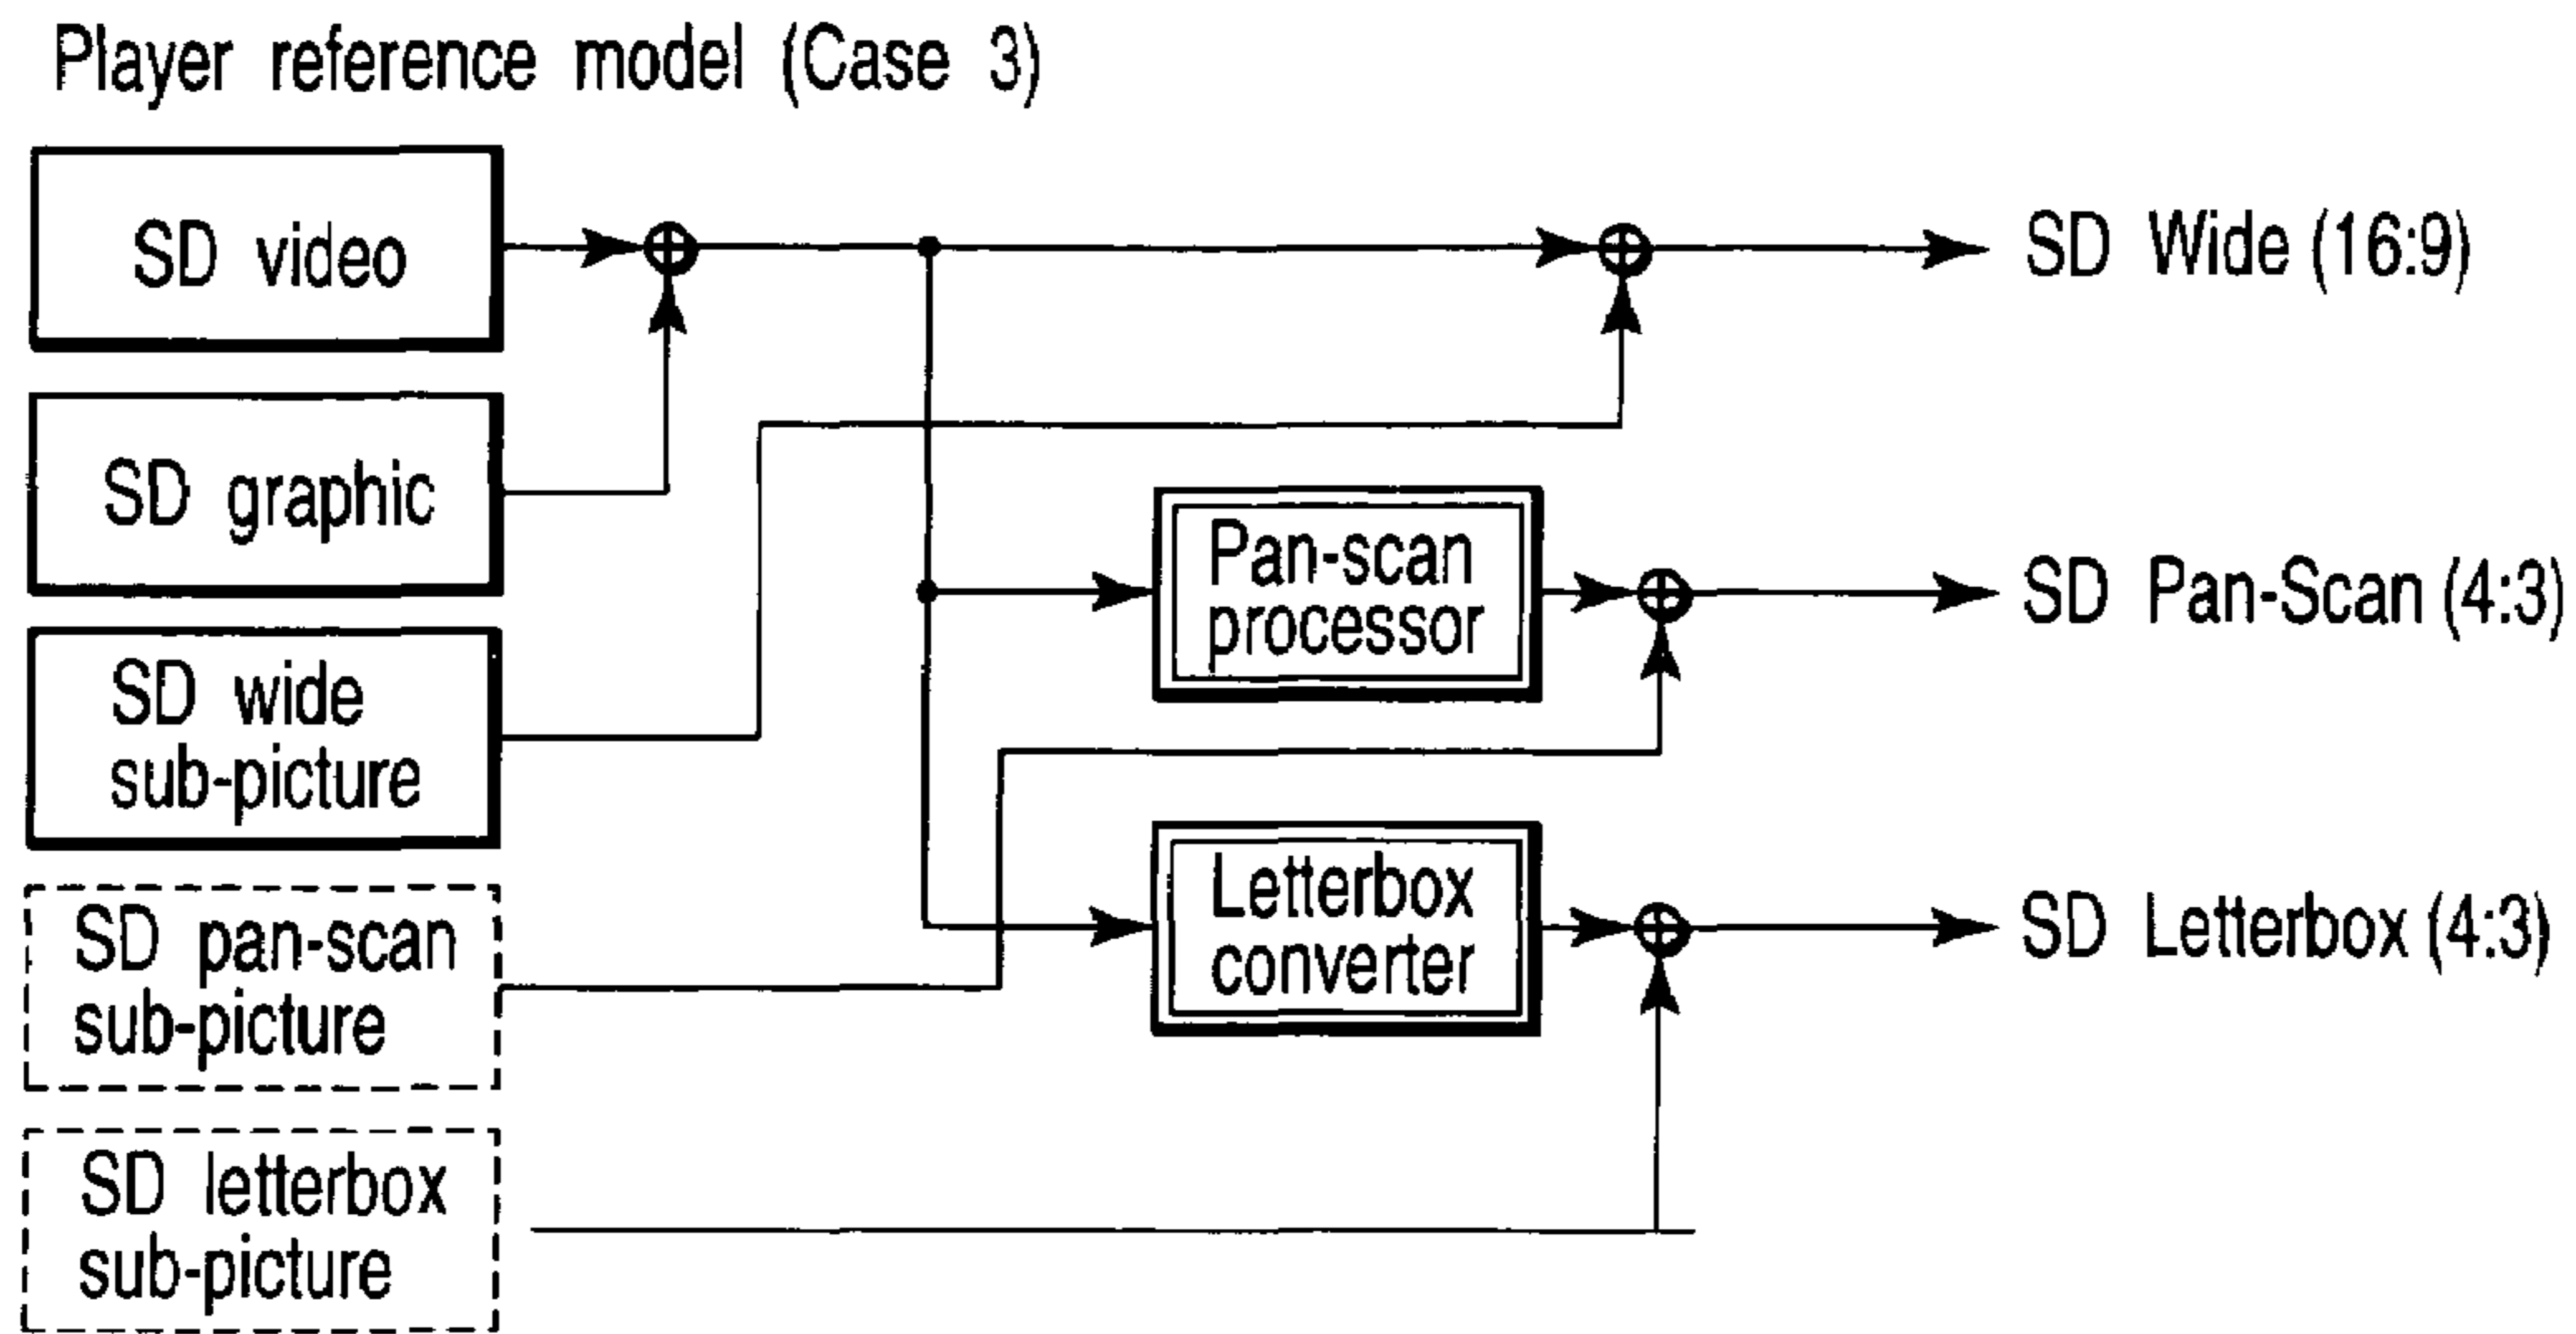 Player reference model (Case 3)
SD video
SD Wide (16:9)
SD graphic
Pan-scan
processor
SD Pan-Scan (4:3)
SD wide
sub-picture
Letterbox
converter
SD Letterbox (4:3)
SD pan-scan
sub-picture
SD letterbox
sub-picture